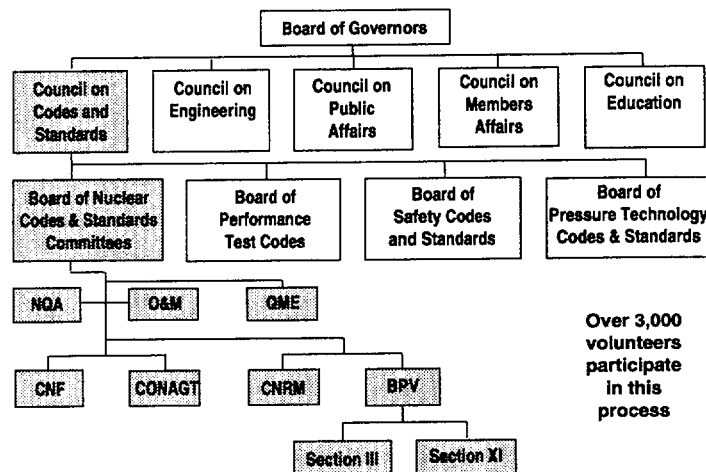 Board of Governors
Council on
Codes and
Standards
Council on
Engineering
Council on
Public
Affairs
Council on
Members
Affairs
Council on
Education
Board of Nuclear
Codes & Standards
Committees
Board of
Performance
Test Codes
Board of
Safety Codes
and Standards
Board of
Pressure Technology
Codes & Standards
NQA
O&M
QME
Over 3,000
volunteers
participate
in this
process
CNF
CONAGT
CNRM
BPV
Section III
Section XI